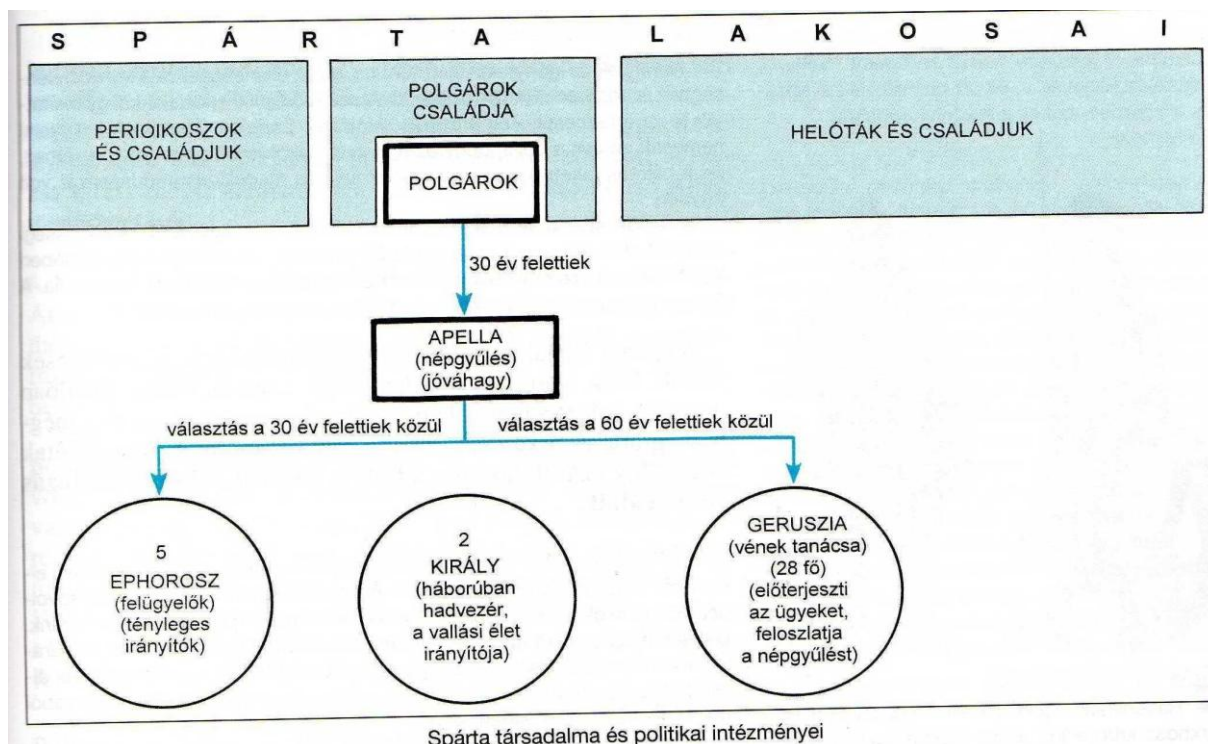 S P Á R T A L A K O S A I
PERIOIKOSZOK
ÉS CSALÁDJUK
POLGÁROK
CSALÁDJA
POLGÁROK
HELÓTÁK ÉS CSALÁDJUK
30 év felettiek
APELLA
(népgyűlés)
(jóváhagy)
választás a 30 év felettiek közül
választás a 60 év felettiek közül
5
EPHOROSZ
(felügyelők)
(tényleges
irányítók)
2
KIRÁLY
(háborúban
hadvezér,
a vallási élet
irányítója)
GERUSZIA
(vének tanácsa)
(28 fő)
(előterjeszti
az ügyeket,
feloszlatja
a népgyűlést)
Spárta társadalma és politikai intézményei